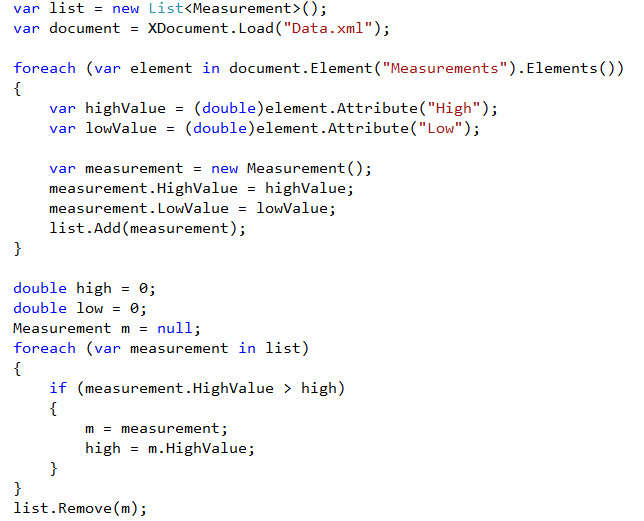 var list = new List<Measurement>();
var document = XDocument.Load("Data.xml");

foreach (var element in document.Element("Measurements").Elements())
{
    var highValue = (double)element.Attribute("High");
    var lowValue = (double)element.Attribute("Low");

    var measurement = new Measurement();
    measurement.HighValue = highValue;
    measurement.LowValue = lowValue;
    list.Add(measurement);
}

double high = 0;
double low = 0;
Measurement m = null;
foreach (var measurement in list)
{
    if (measurement.HighValue > high)
    {
        m = measurement;
        high = m.HighValue;
    }
}
list.Remove(m);